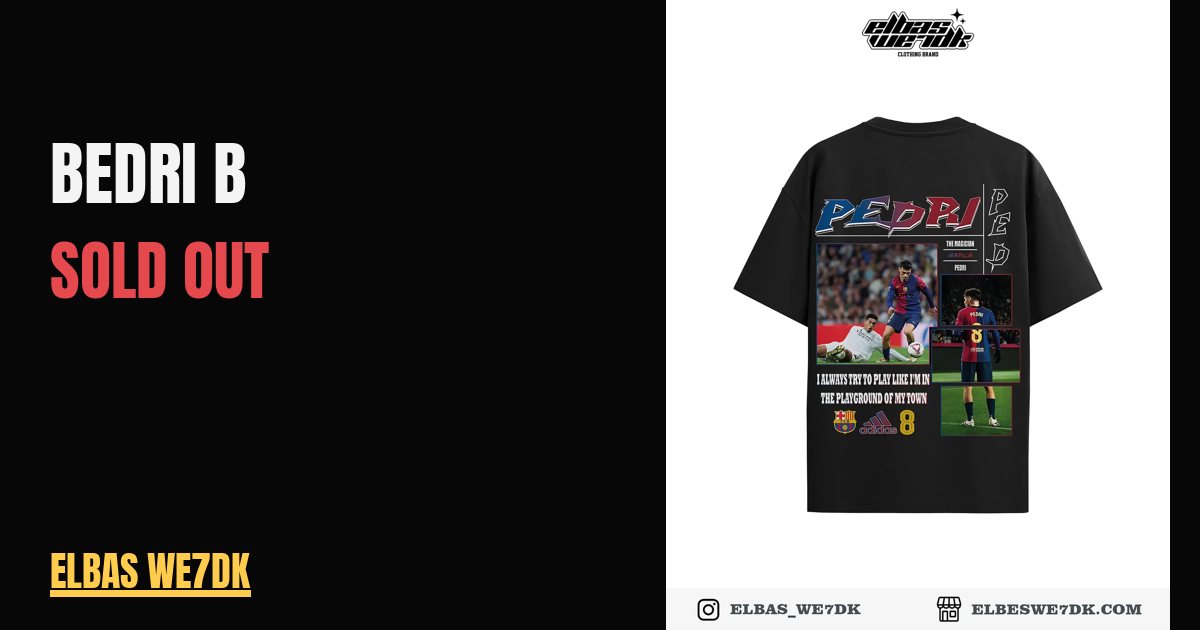 BEDRI B
SOLD OUT
ELBAS WE7DK
elbas
we7dk
CLOTHING BRAND
PEDRI
PED
THE MAGICIAN
BARCA
PEDRI
PEDRI
8
I ALWAYS TRY TO PLAY LIKE I'M IN
THE PLAYGROUND OF MY TOWN
adidas
8
ELBAS_WE7DK
ELBESWE7DK.COM